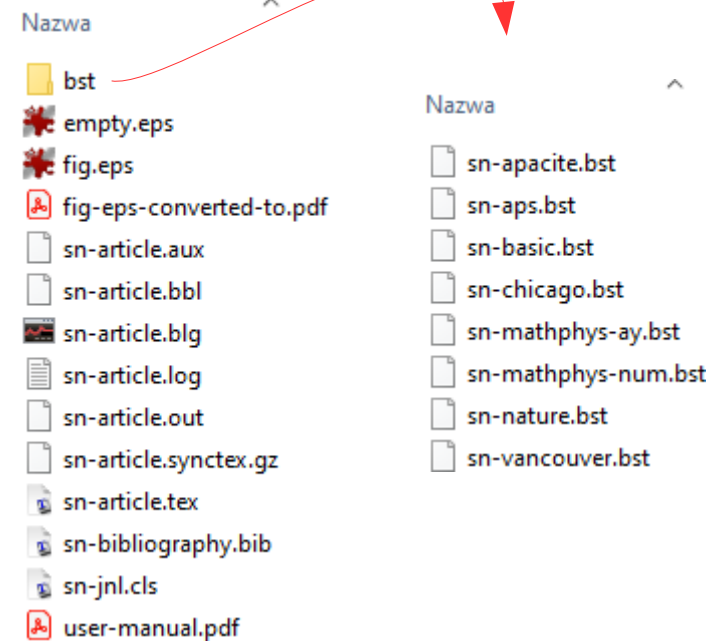 Nazwa
bst
empty.eps
fig.eps
fig-eps-converted-to.pdf
sn-article.aux
sn-article.bbl
sn-article.blg
sn-article.log
sn-article.out
sn-article.synctex.gz
sn-article.tex
sn-bibliography.bib
sn-jnl.cls
user-manual.pdf
Nazwa
sn-apacite.bst
sn-aps.bst
sn-basic.bst
sn-chicago.bst
sn-mathphys-ay.bst
sn-mathphys-num.bst
sn-nature.bst
sn-vancouver.bst